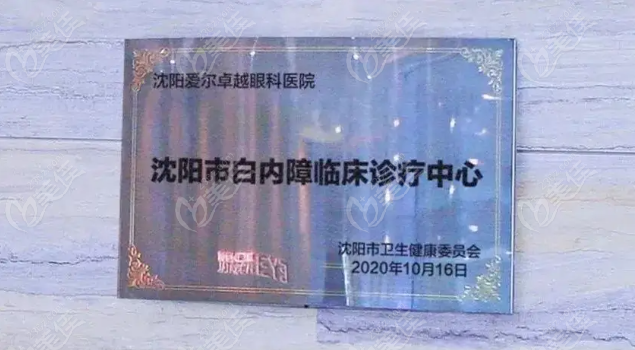 沈阳爱尔卓越眼科医院
沈阳市白内障临床诊疗中心
沈阳市卫生健康委员会
2020年10月16日